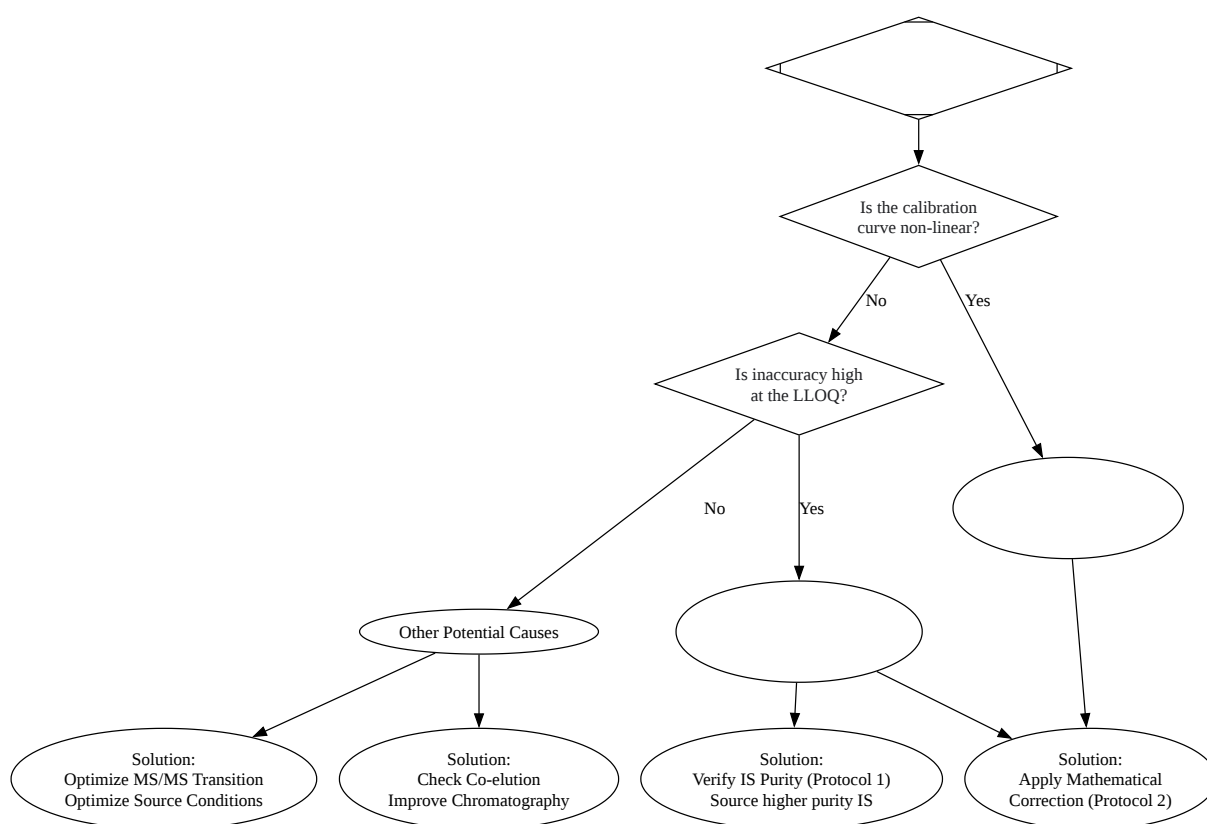 Is the calibration
curve non-linear?
No
Yes
Is inaccuracy high
at the LLOQ?
No
Yes
Other Potential Causes
Solution:
Optimize MS/MS Transition
Optimize Source Conditions
Solution:
Check Co-elution
Improve Chromatography
Solution:
Verify IS Purity (Protocol 1)
Source higher purity IS
Solution:
Apply Mathematical
Correction (Protocol 2)